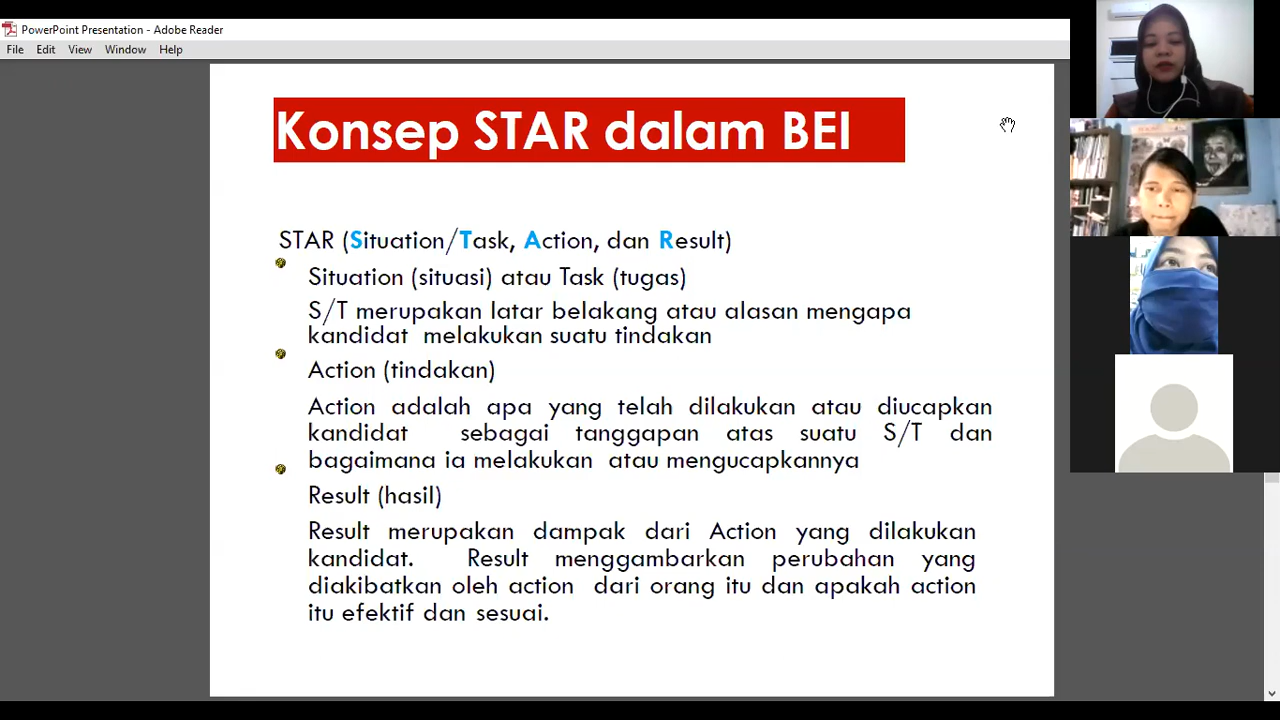 PowerPoint Presentation - Adobe Reader
File Edit View Window Help
Konsep STAR dalam BEI
STAR (Situation/Task, Action, dan Result)
Situation (situasi) atau Task (tugas)
S/T merupakan latar belakang atau alasan mengapa
kandidat melakukan suatu tindakan
Action (tindakan)
Action adalah apa yang telah dilakukan atau diucapkan
kandidat sebagai tanggapan atas suatu S/T dan
bagaimana ia melakukan atau mengucapkannya
Result (hasil)
Result merupakan dampak dari Action yang dilakukan
kandidat. Result menggambarkan perubahan yang
diakibatkan oleh action dari orang itu dan apakah action
itu efektif dan sesuai.